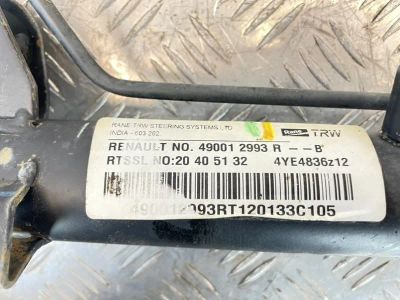 RANE TRW STEERING SYSTEMS LTD
INDIA - 603 202.
Rane TRW
RENAULT NO. 49001 2993 R - - B
RTSSL NO:20 40 51 32 4YE4836z12
490012993RT120133C105